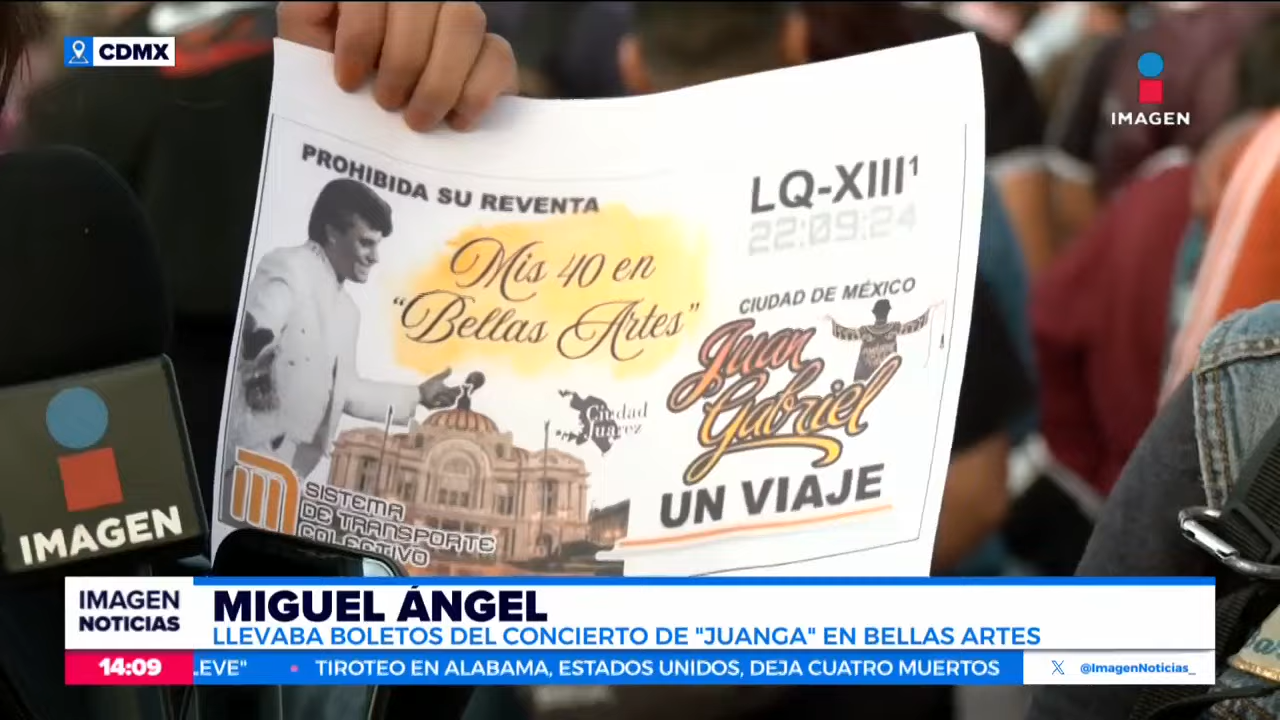 CDMX
IMAGEN
PROHIBIDA SU REVENTA
LQ-XIII¹
22:09:24
Mis 40 en
"Bellas Artes"
CIUDAD DE MÉXICO
Juan
Gabriel
Ciudad
Juárez
UN VIAJE
SISTEMA
DE TRANSPORTE
COLECTIVO
IMAGEN
IMAGEN
NOTICIAS
MIGUEL ÁNGEL
LLEVABA BOLETOS DEL CONCIERTO DE "JUANGA" EN BELLAS ARTES
14:09
LEVE" • TIROTEO EN ALABAMA, ESTADOS UNIDOS, DEJA CUATRO MUERTOS
X @ImagenNoticias_